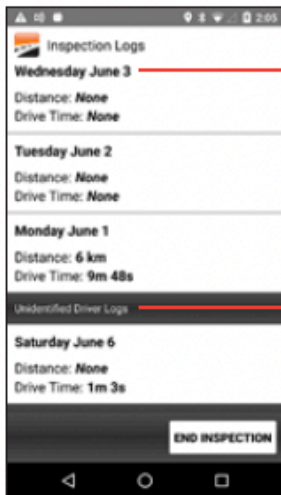 2:05
Inspection Logs
Wednesday June 3
Distance: None
Drive Time: None
Tuesday June 2
Distance: None
Drive Time: None
Monday June 1
Distance: 6 km
Drive Time: 9m 48s
Unidentified Driver Logs
Saturday June 6
Distance: None
Drive Time: 1m 3s
END INSPECTION